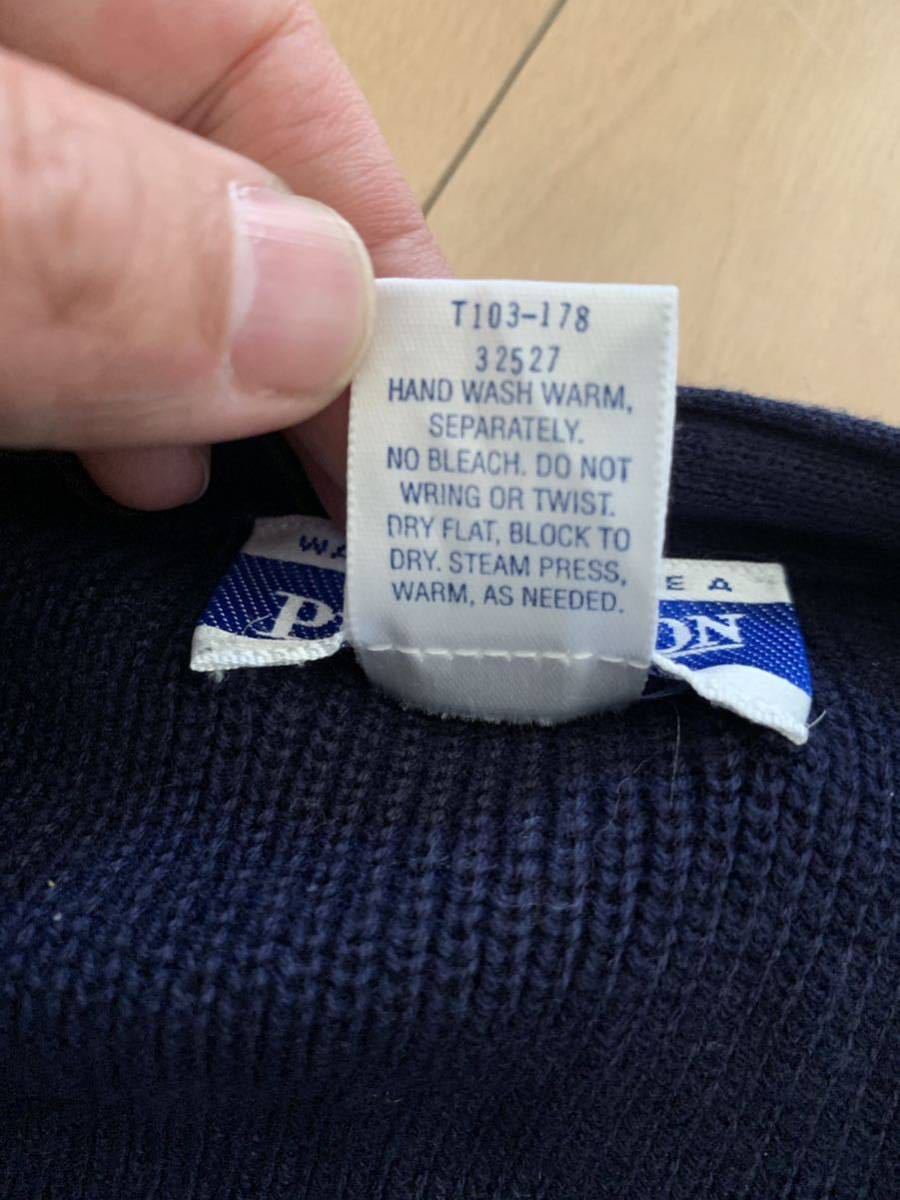 T103-178
32527
HAND WASH WARM,
SEPARATELY.
NO BLEACH. DO NOT
WRING OR TWIST.
DRY FLAT, BLOCK TO
DRY. STEAM PRESS,
WARM, AS NEEDED.